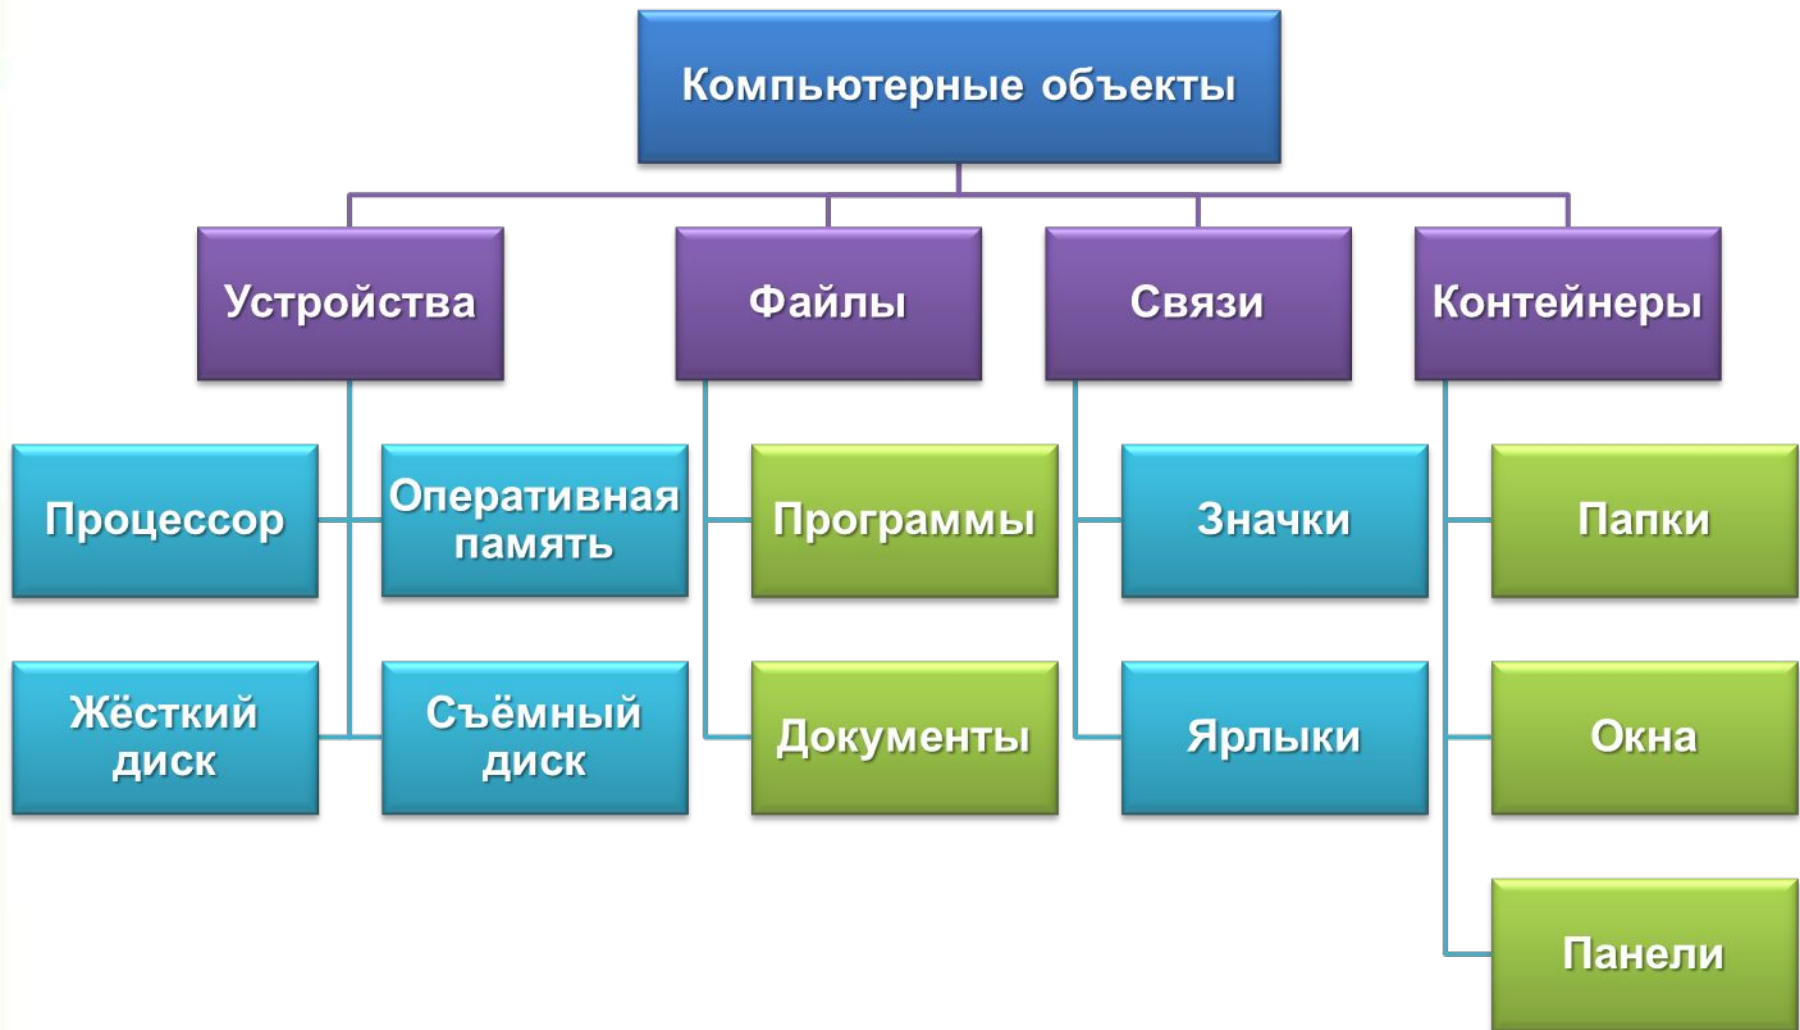 Компьютерные объекты
Устройства
Файлы
Связи
Контейнеры
Процессор
Оперативная
память
Программы
Значки
Папки
Жёсткий
диск
Съёмный
диск
Документы
Ярлыки
Окна
Панели